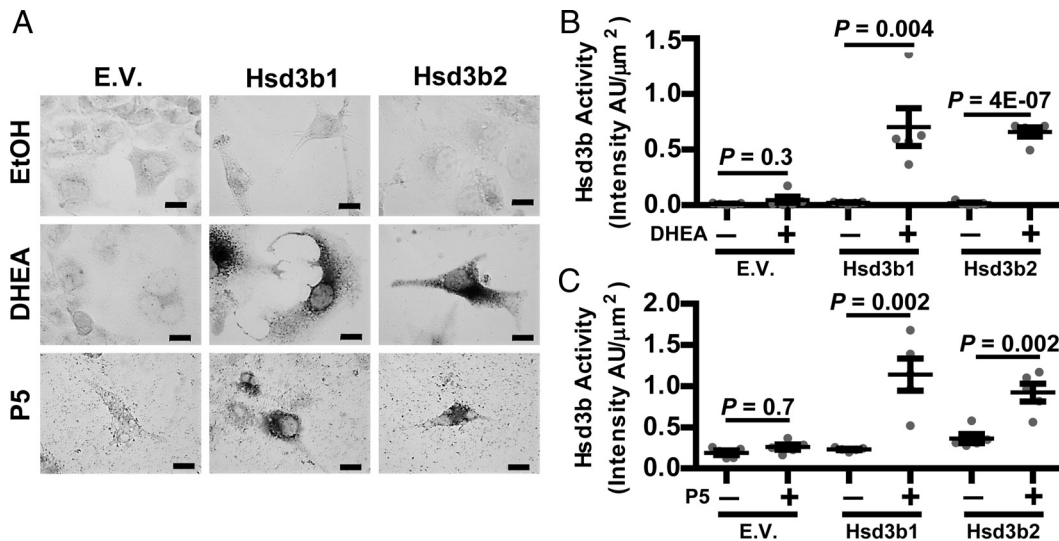 A
E.V.
Hsd3b1
Hsd3b2
EtOH
DHEA
P5
B
Hsd3b Activity
(Intensity AU/μm²)
1.5
1.0
0.5
0.0
P = 0.3
P = 0.004
P = 4E-07
DHEA
— + — + — +
E.V. Hsd3b1 Hsd3b2
C
Hsd3b Activity
(Intensity AU/μm²)
2.0
1.5
1.0
0.5
0.0
P = 0.7
P = 0.002
P = 0.002
P5
— + — + — +
E.V. Hsd3b1 Hsd3b2